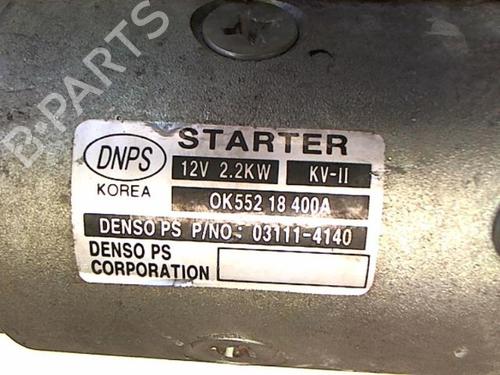 B-PARTS
STARTER
DNPS
12V 2.2KW KV-II
KOREA
OK552 18 400A
DENSO PS P/NO: 03111-4140
DENSO PS
CORPORATION